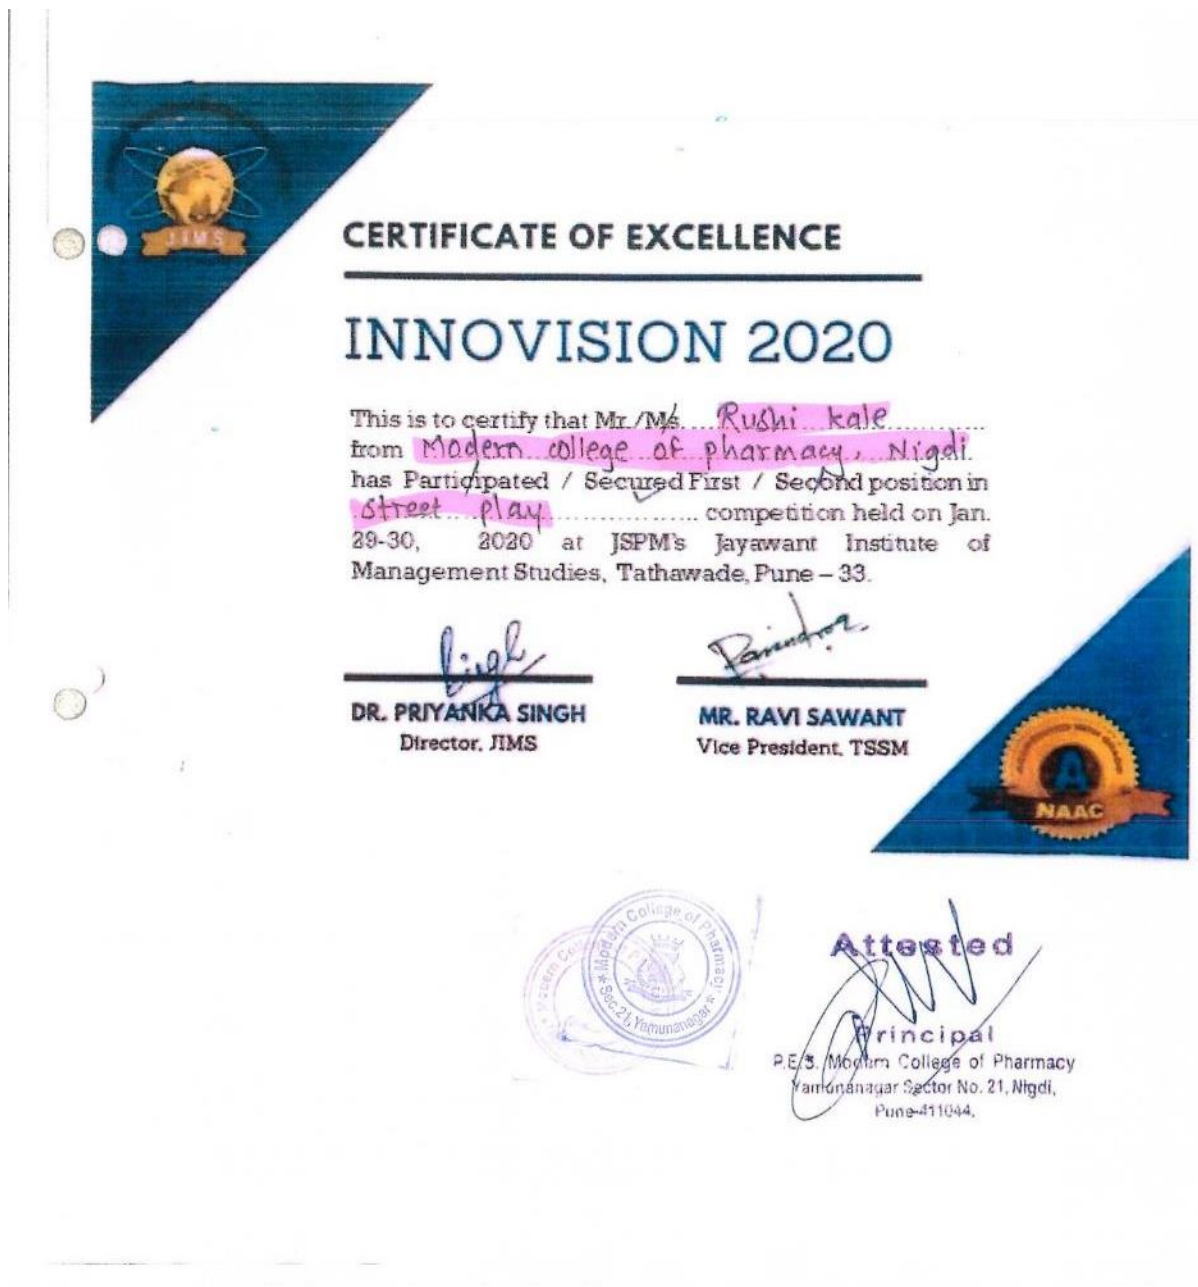 JIMS
CERTIFICATE OF EXCELLENCE
INNOVISION 2020
This is to certify that Mr./Ms....Rushi kale............
from Modern college of pharmacy, Nigdi.
has Participated / Secured First / Second position in
street play.................... competition held on Jan.
29-30, 2020 at JSPM's Jayawant Institute of
Management Studies, Tathawade, Pune – 33.
Singh
DR. PRIYANKA SINGH
Director, JIMS
MR. RAVI SAWANT
Vice President, TSSM
A
NAAC
Modern College of Pharmacy
Sec.21, Yamunanagar
Modern Col
Attested
Principal
P.E.S. Modern College of Pharmacy
Yamunanagar Sector No. 21, Nigdi,
Pune-411044.